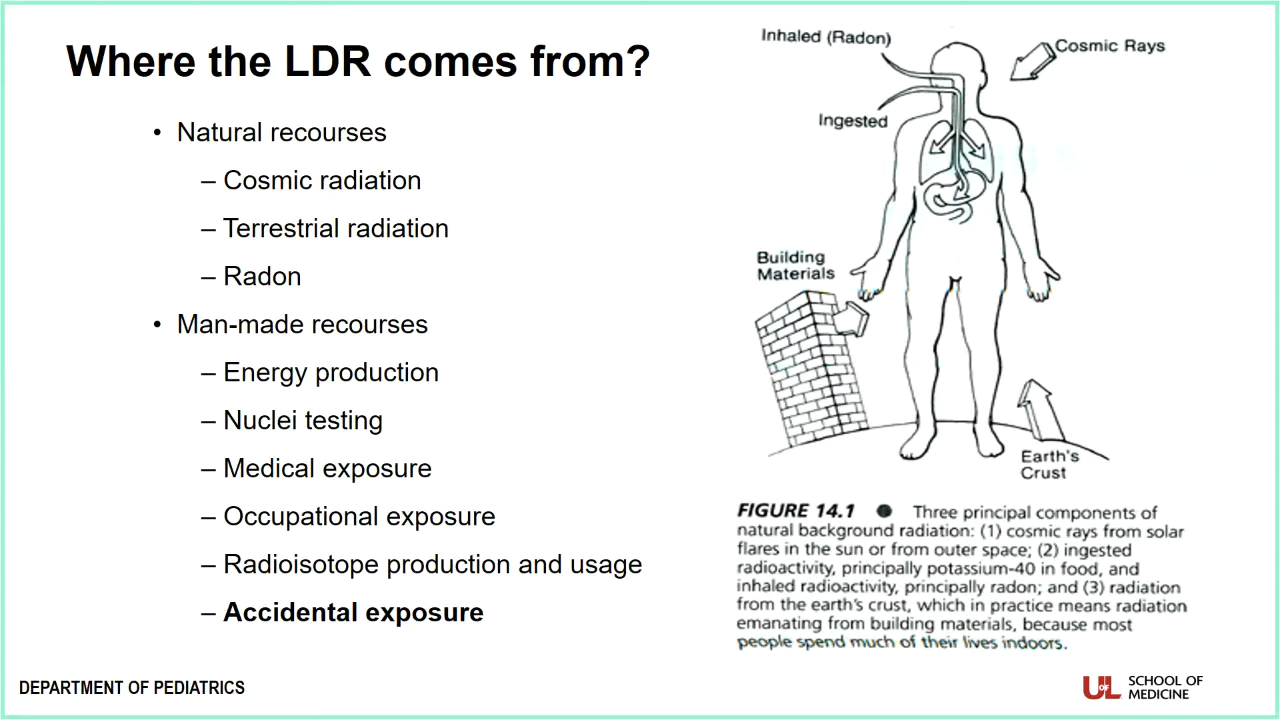 Where the LDR comes from?
• Natural recourses
– Cosmic radiation
– Terrestrial radiation
– Radon
• Man-made recourses
– Energy production
– Nuclei testing
– Medical exposure
– Occupational exposure
– Radioisotope production and usage
– Accidental exposure
Inhaled (Radon)
Cosmic Rays
Ingested
Building
Materials
Earth's
Crust
FIGURE 14.1 ● Three principal components of
natural background radiation: (1) cosmic rays from solar
flares in the sun or from outer space; (2) ingested
radioactivity, principally potassium-40 in food, and
inhaled radioactivity, principally radon; and (3) radiation
from the earth's crust, which in practice means radiation
emanating from building materials, because most
people spend much of their lives indoors.
DEPARTMENT OF PEDIATRICS
UofL
SCHOOL OF
MEDICINE